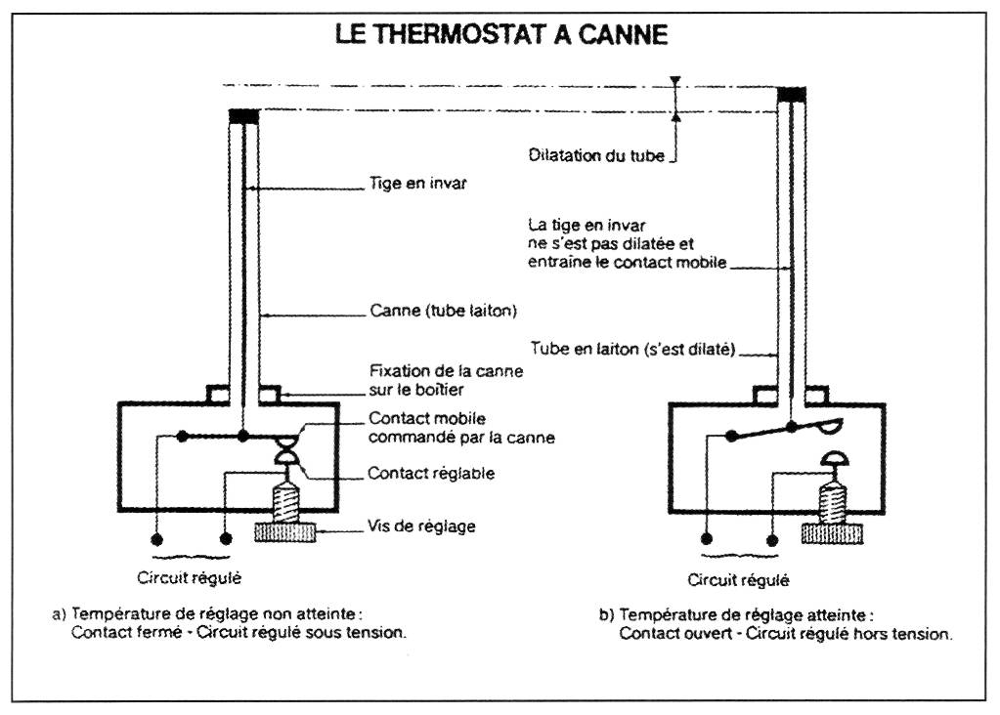 LE THERMOSTAT A CANNE
Dilatation du tube
Tige en invar
La tige en invar
ne s'est pas dilatée et
entraîne le contact mobile
Canne (tube laiton)
Tube en laiton (s'est dilaté)
Fixation de la canne
sur le boîtier
Contact mobile
commandé par la canne
Contact réglable
Vis de réglage
Circuit régulé
Circuit régulé
a) Température de réglage non atteinte :
Contact fermé - Circuit régulé sous tension.
b) Température de réglage atteinte :
Contact ouvert - Circuit régulé hors tension.